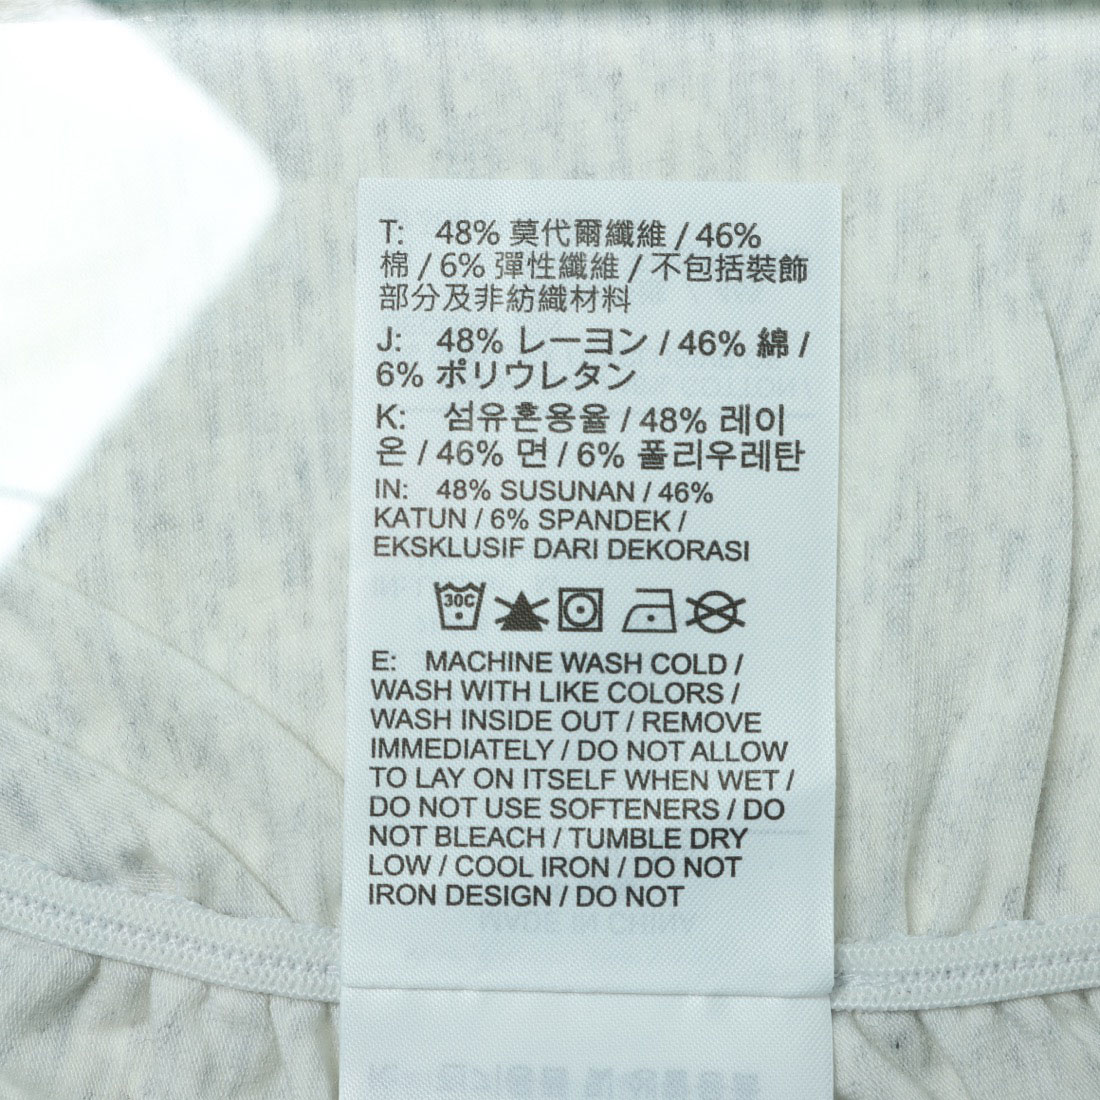 T: 48% 莫代爾纖維 / 46%
棉 / 6% 彈性纖維 / 不包括裝飾
部分及非紡織材料
J: 48% レーヨン / 46% 綿 /
6% ポリウレタン
K: 섬유혼용율 / 48% 레이
온 / 46% 면 / 6% 폴리우레탄
IN: 48% SUSUNAN / 46%
KATUN / 6% SPANDEK /
EKSKLUSIF DARI DEKORASI
30C
E: MACHINE WASH COLD /
WASH WITH LIKE COLORS /
WASH INSIDE OUT / REMOVE
IMMEDIATELY / DO NOT ALLOW
TO LAY ON ITSELF WHEN WET /
DO NOT USE SOFTENERS / DO
NOT BLEACH / TUMBLE DRY
LOW / COOL IRON / DO NOT
IRON DESIGN / DO NOT